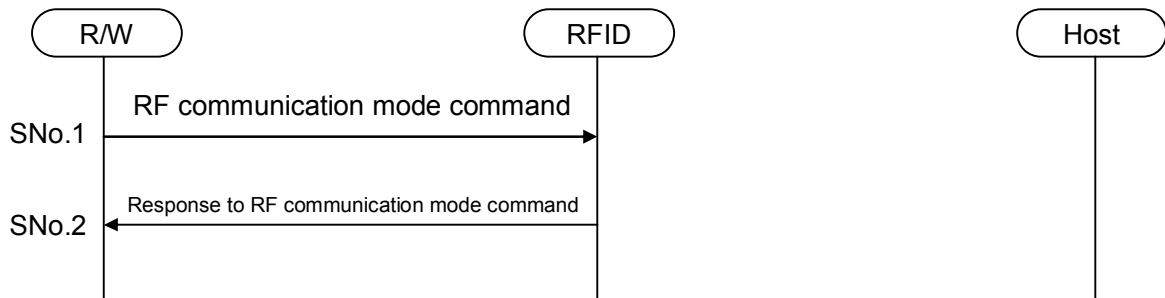 R/W
RFID
Host
RF communication mode command
SNo.1
Response to RF communication mode command
SNo.2